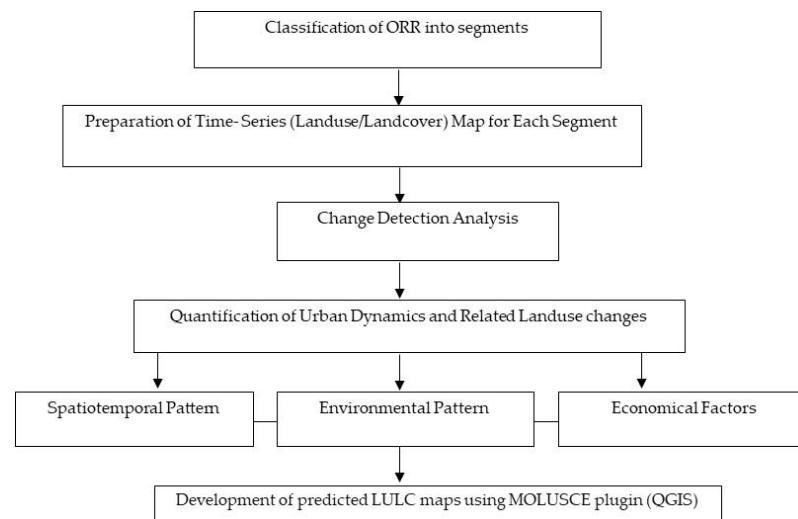 Classification of ORR into segments
Preparation of Time- Series (Landuse/Landcover) Map for Each Segment
Change Detection Analysis
Quantification of Urban Dynamics and Related Landuse changes
Spatiotemporal Pattern
Environmental Pattern
Economical Factors
Development of predicted LULC maps using MOLUSCE plugin (QGIS)